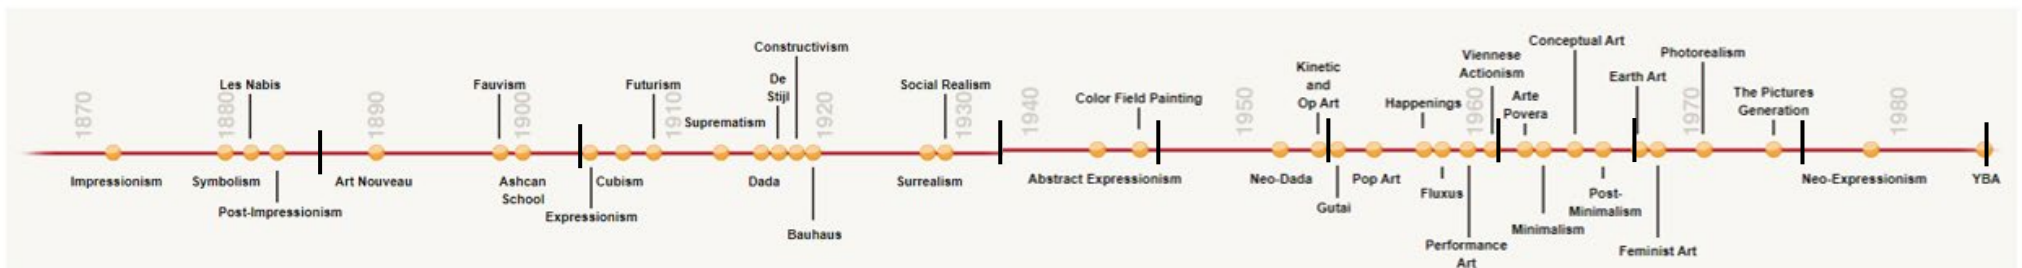 1870
Impressionism
1880
Symbolism
Les Nabis
Post-Impressionism
1890
Art Nouveau
Fauvism
1900
Ashcan
School
Expressionism
Cubism
Futurism
1910
Suprematism
Dada
De
Stijl
Constructivism
Bauhaus
1920
Surrealism
Social Realism
1930
1940
Abstract Expressionism
Color Field Painting
1950
Neo-Dada
Kinetic
and
Op Art
Gutai
Pop Art
Happenings
Fluxus
Performance
Art
1960
Viennese
Actionism
Arte
Povera
Minimalism
Conceptual Art
Post-
Minimalism
Earth Art
Feminist Art
1970
Photorealism
The Pictures
Generation
Neo-Expressionism
1980
YBA